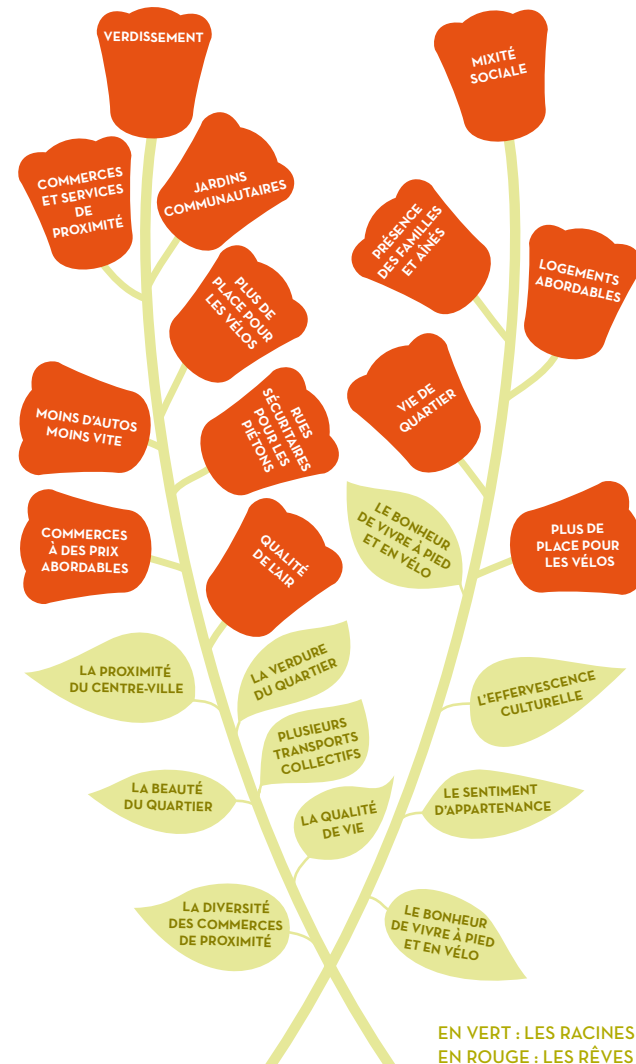 VERDISSEMENT
MIXITÉ
SOCIALE
COMMERCES
ET SERVICES
DE
PROXIMITÉ
JARDINS
COMMUNAUTAIRES
PRÉSENCE
DES FAMILLES
ET AÎNÉS
LOGEMENTS
ABORDABLES
PLUS DE
PLACE POUR
LES VÉLOS
MOINS D'AUTOS
MOINS VITE
RUES
SÉCURITAIRES
POUR LES
PIÉTONS
VIE DE
QUARTIER
COMMERCES
À DES PRIX
ABORDABLES
QUALITÉ
DE L'AIR
LE BONHEUR
DE VIVRE À PIED
ET EN VÉLO
PLUS DE
PLACE POUR
LES VÉLOS
LA PROXIMITÉ
DU CENTRE-VILLE
LA VERDURE
DU QUARTIER
L'EFFERVESCENCE
CULTURELLE
PLUSIEURS
TRANSPORTS
COLLECTIFS
LA BEAUTÉ
DU QUARTIER
LA QUALITÉ
DE VIE
LE SENTIMENT
D'APPARTENANCE
LA DIVERSITÉ
DES COMMERCES
DE PROXIMITÉ
LE BONHEUR
DE VIVRE À PIED
ET EN VÉLO
EN VERT : LES RACINES
EN ROUGE : LES RÊVES